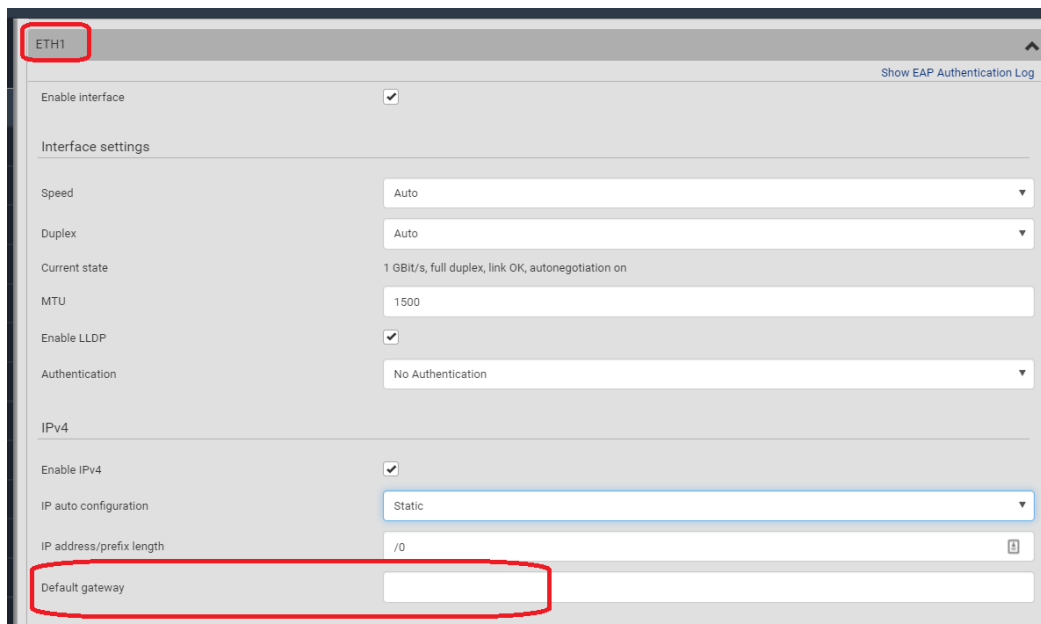 ETH1
Show EAP Authentication Log
Enable interface
Interface settings
Speed Auto
Duplex Auto
Current state 1 GBit/s, full duplex, link OK, autonegotiation on
MTU 1500
Enable LLDP
Authentication No Authentication
IPv4
Enable IPv4
IP auto configuration Static
IP address/prefix length /0
Default gateway